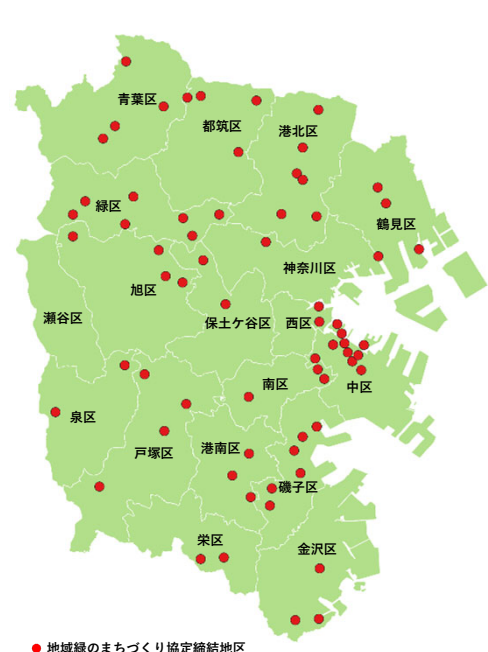 青葉区
都筑区
港北区
緑区
鶴見区
神奈川区
旭区
瀬谷区
保土ケ谷区
西区
中区
南区
泉区
戸塚区
港南区
磯子区
栄区
金沢区
地域緑のまちづくり協定締結地区